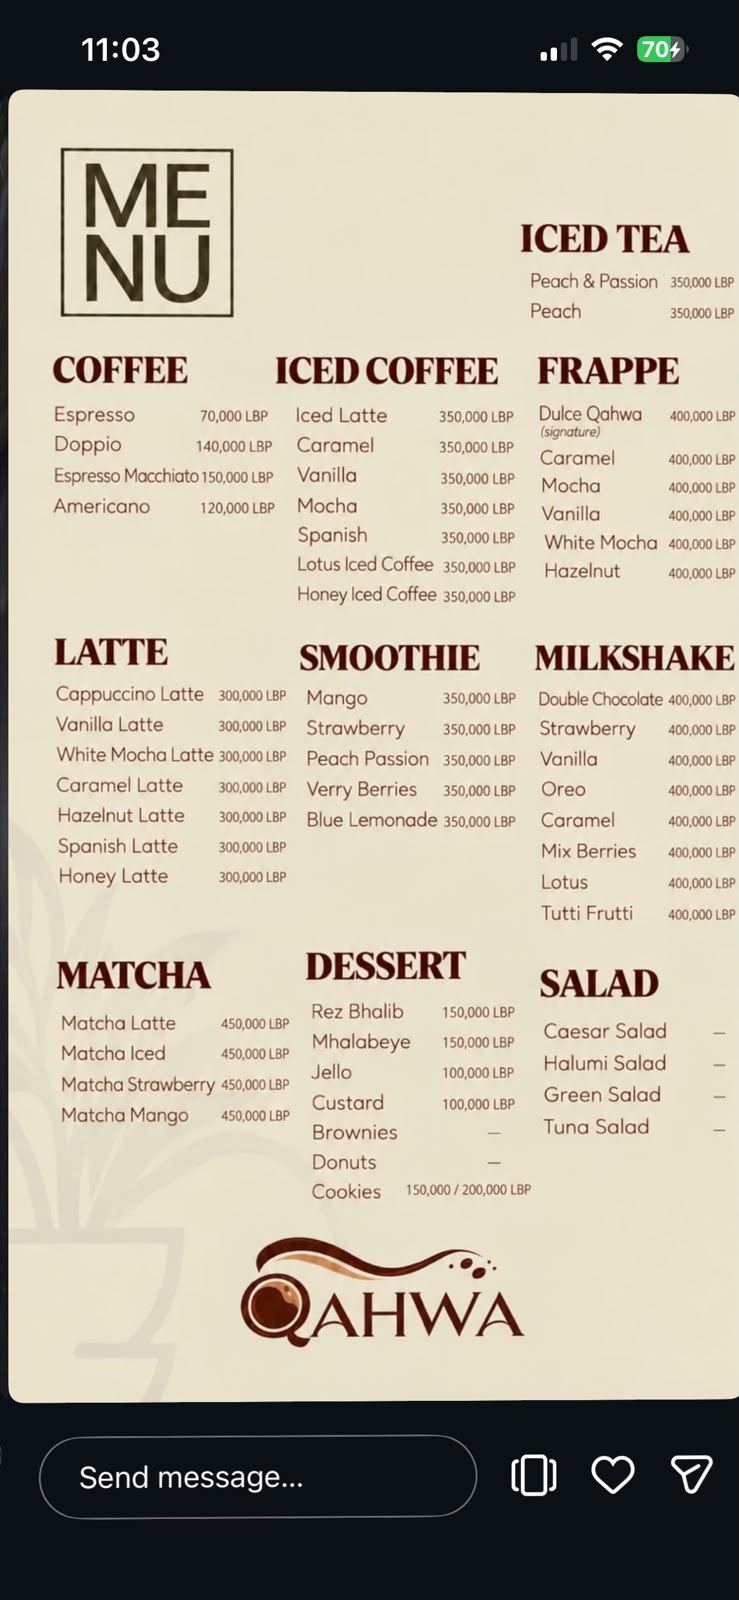 11:03
70
ME
NU
ICED TEA
Peach & Passion 350,000 LBP
Peach 350,000 LBP
COFFEE
Espresso 70,000 LBP
Doppio 140,000 LBP
Espresso Macchiato 150,000 LBP
Americano 120,000 LBP
ICED COFFEE
Iced Latte 350,000 LBP
Caramel 350,000 LBP
Vanilla 350,000 LBP
Mocha 350,000 LBP
Spanish 350,000 LBP
Lotus Iced Coffee 350,000 LBP
Honey Iced Coffee 350,000 LBP
FRAPPE
Dulce Qahwa 400,000 LBP
(signature)
Caramel 400,000 LBP
Mocha 400,000 LBP
Vanilla 400,000 LBP
White Mocha 400,000 LBP
Hazelnut 400,000 LBP
LATTE
Cappuccino Latte 300,000 LBP
Vanilla Latte 300,000 LBP
White Mocha Latte 300,000 LBP
Caramel Latte 300,000 LBP
Hazelnut Latte 300,000 LBP
Spanish Latte 300,000 LBP
Honey Latte 300,000 LBP
SMOOTHIE
Mango 350,000 LBP
Strawberry 350,000 LBP
Peach Passion 350,000 LBP
Verry Berries 350,000 LBP
Blue Lemonade 350,000 LBP
MILKSHAKE
Double Chocolate 400,000 LBP
Strawberry 400,000 LBP
Vanilla 400,000 LBP
Oreo 400,000 LBP
Caramel 400,000 LBP
Mix Berries 400,000 LBP
Lotus 400,000 LBP
Tutti Frutti 400,000 LBP
MATCHA
Matcha Latte 450,000 LBP
Matcha Iced 450,000 LBP
Matcha Strawberry 450,000 LBP
Matcha Mango 450,000 LBP
DESSERT
Rez Bhalib 150,000 LBP
Mhalabeye 150,000 LBP
Jello 100,000 LBP
Custard 100,000 LBP
Brownies –
Donuts –
Cookies 150,000 / 200,000 LBP
SALAD
Caesar Salad –
Halumi Salad –
Green Salad –
Tuna Salad –
QAHWA
Send message...